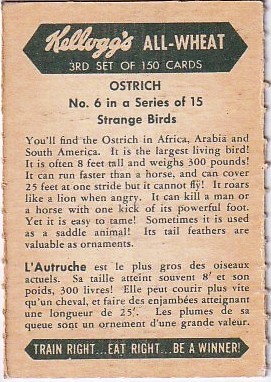 Kellogg's ALL-WHEAT
3RD SET OF 150 CARDS
OSTRICH
No. 6 in a Series of 15
Strange Birds
You'll find the Ostrich in Africa, Arabia and
South America. It is the largest living bird!
It is often 8 feet tall and weighs 300 pounds!
It can run faster than a horse, and can cover
25 feet at one stride but it cannot fly! It roars
like a lion when angry. It can kill a man or
a horse with one kick of its powerful foot.
Yet it is easy to tame! Sometimes it is used
as a saddle animal! Its tail feathers are
valuable as ornaments.
L'Autruche est le plus gros des oiseaux
actuels. Sa taille atteint souvent 8' et son
poids, 300 livres! Elle peut courir plus vite
qu'un cheval, et faire des enjambées atteignant
une longueur de 25'. Les plumes de sa
queue sont un ornement d'une grande valeur.
TRAIN RIGHT...EAT RIGHT...BE A WINNER!